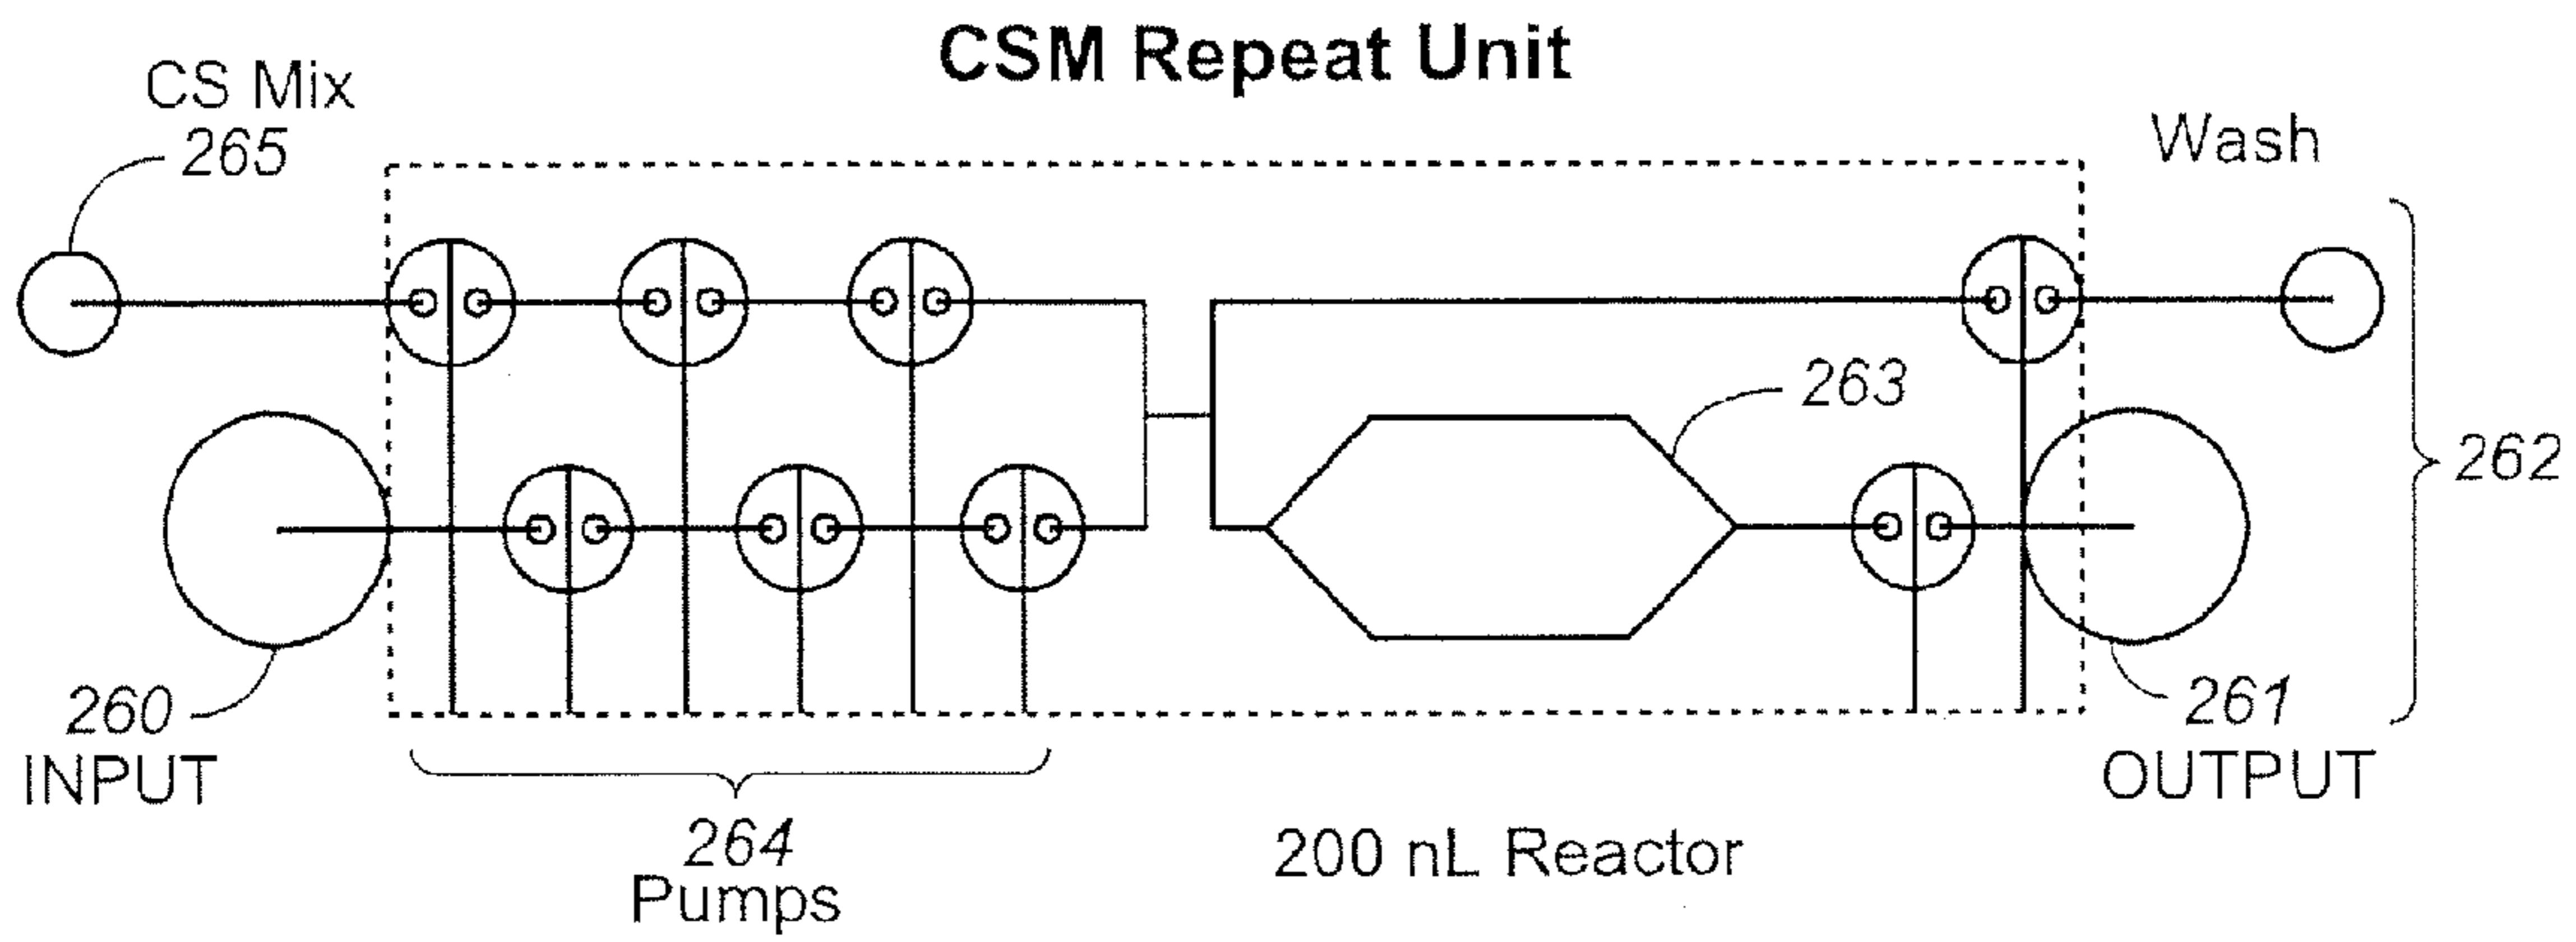 CSM Repeat Unit
CS Mix
265
Wash
263
262
260
INPUT
261
OUTPUT
264
Pumps
200 nL Reactor